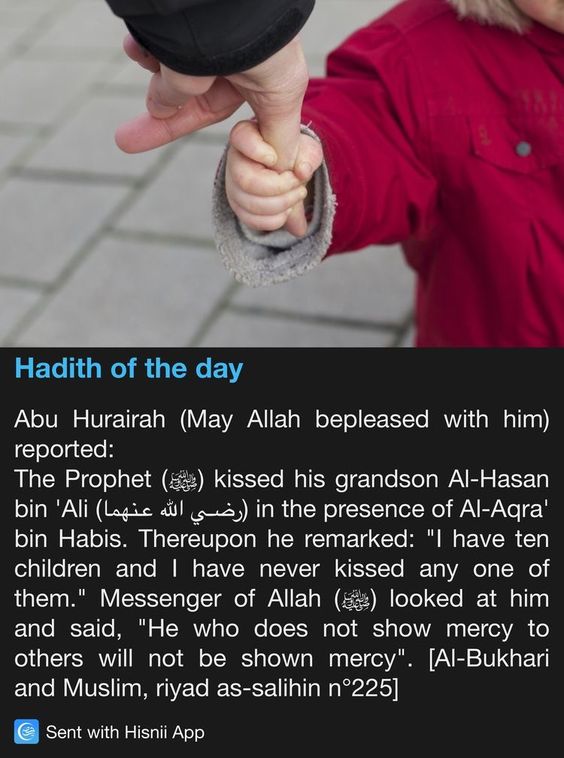 Hadith of the day
Abu Hurairah (May Allah bepleased with him)
reported:
The Prophet (ﷺ) kissed his grandson Al-Hasan
bin 'Ali (رضي الله عنهما) in the presence of Al-Aqra'
bin Habis. Thereupon he remarked: "I have ten
children and I have never kissed any one of
them." Messenger of Allah (ﷺ) looked at him
and said, "He who does not show mercy to
others will not be shown mercy". [Al-Bukhari
and Muslim, riyad as-salihin n°225]
Sent with Hisnii App